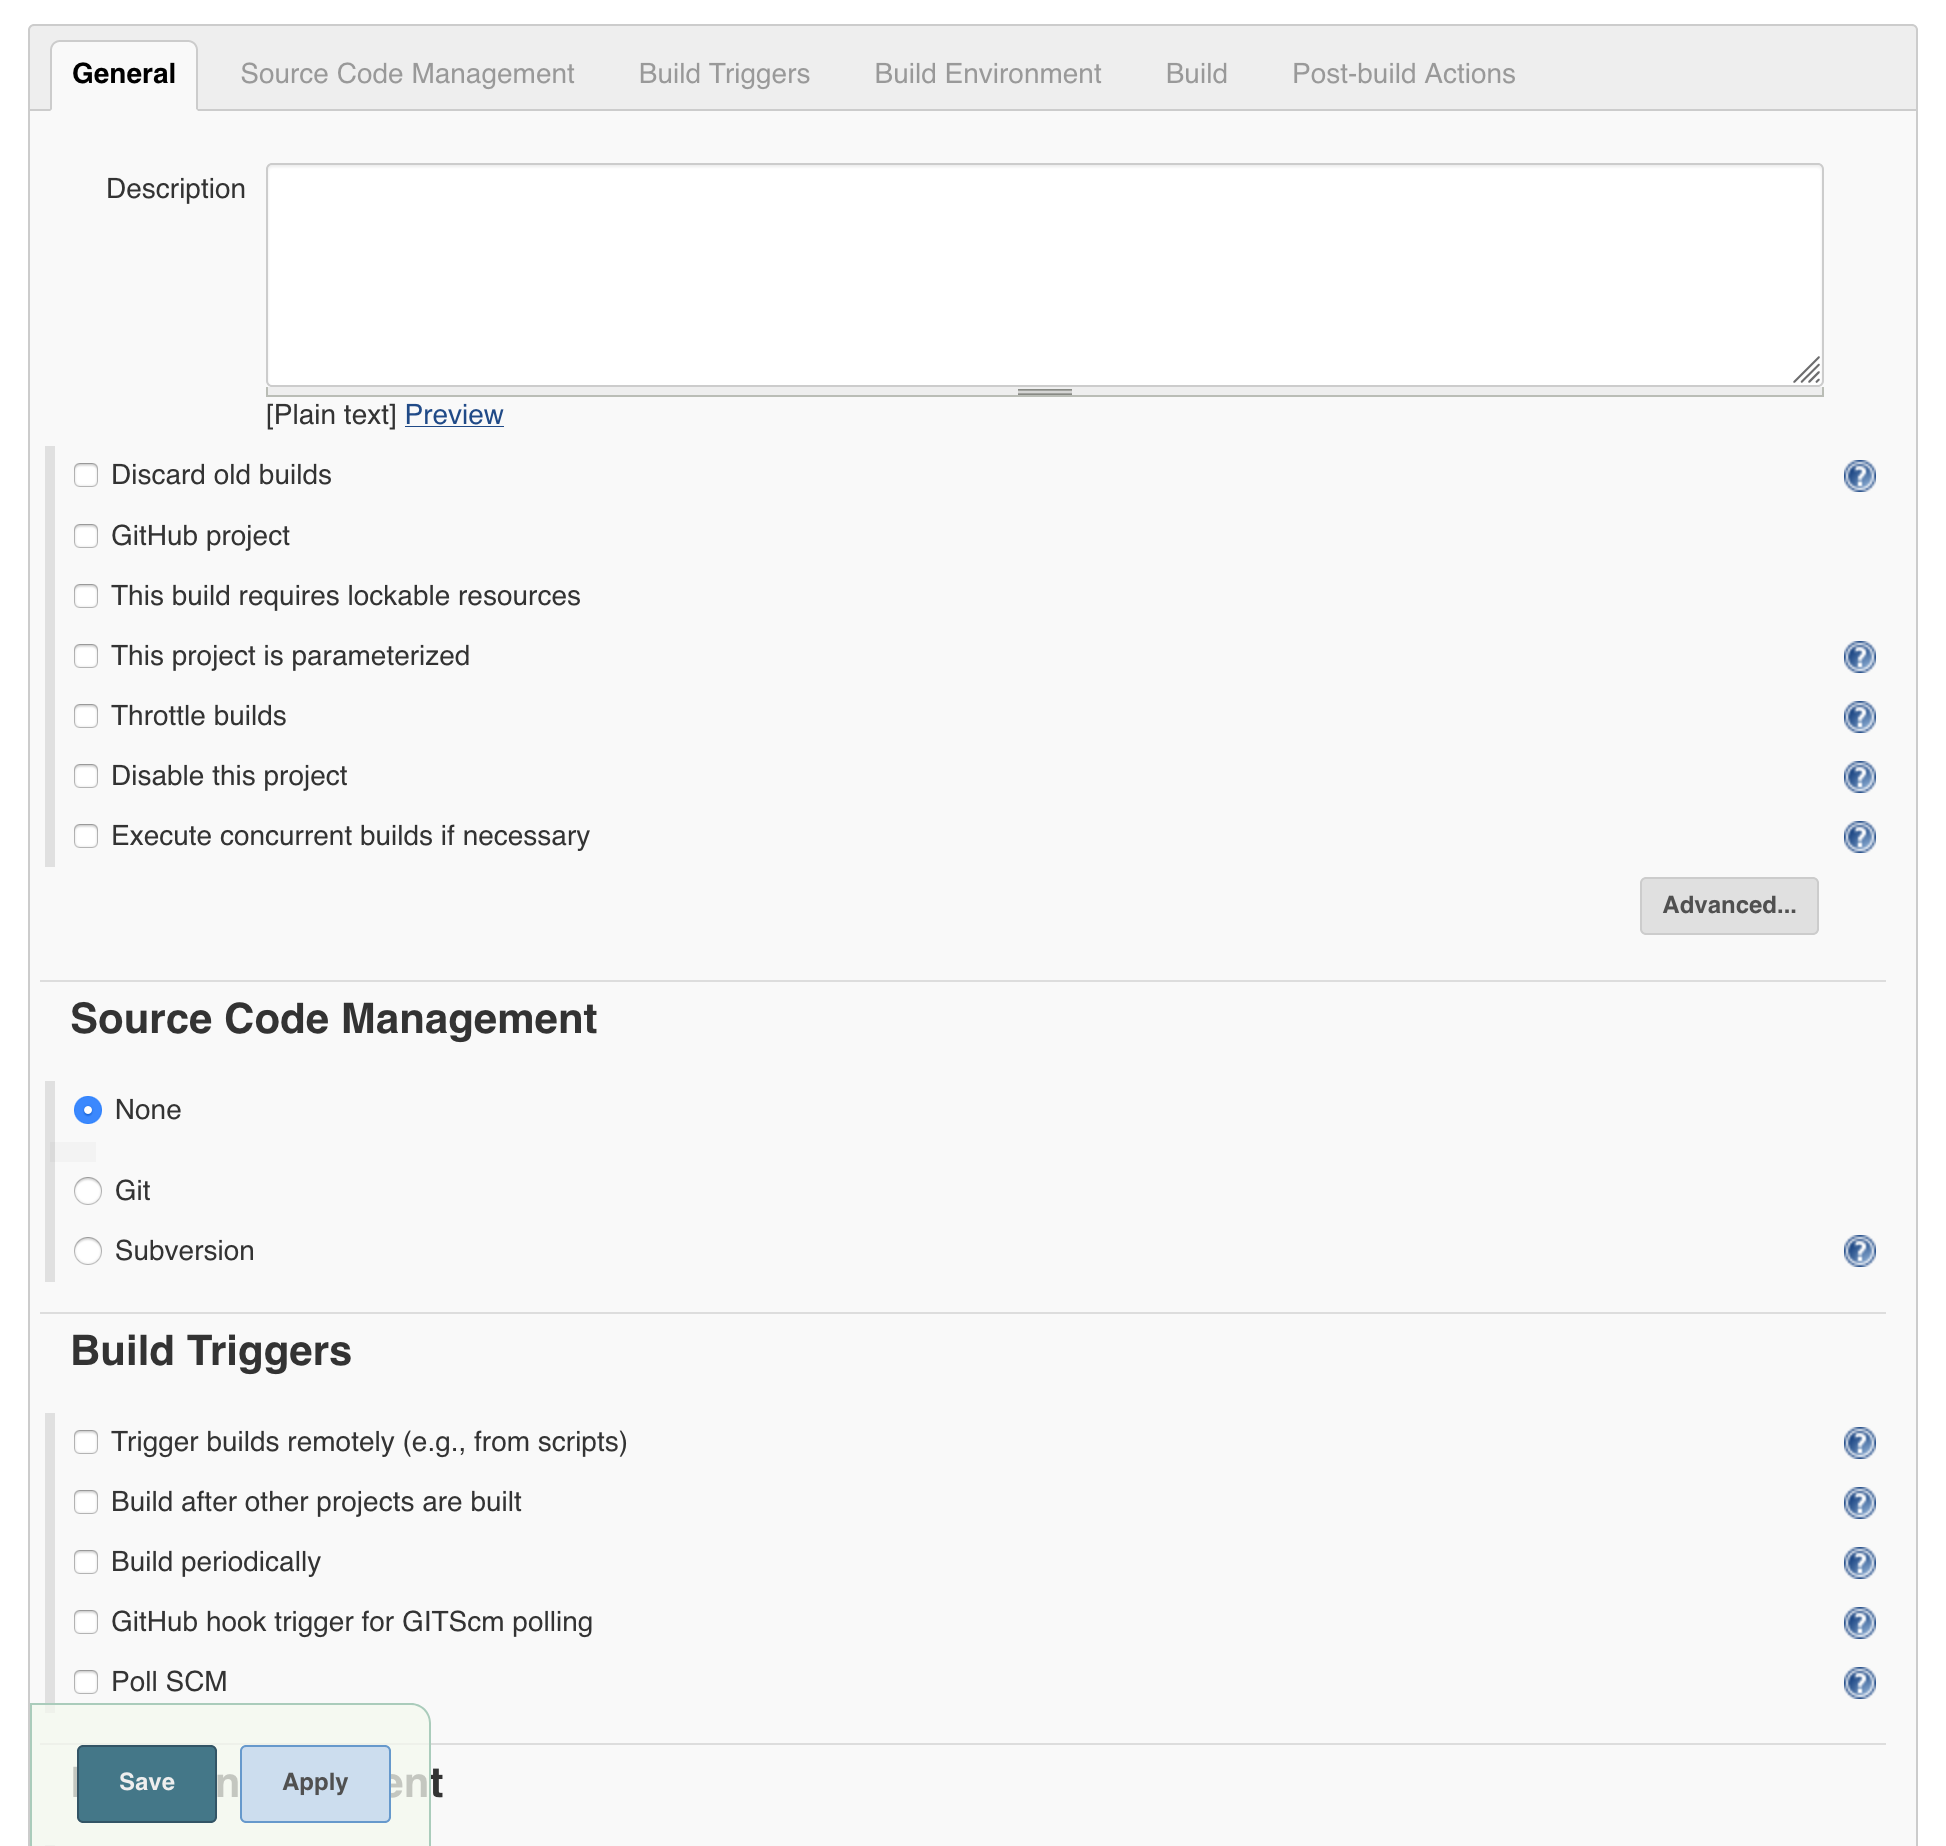 General Source Code Management Build Triggers Build Environment Build Post-build Actions
Description
[Plain text] Preview
Discard old builds
GitHub project
This build requires lockable resources
This project is parameterized
Throttle builds
Disable this project
Execute concurrent builds if necessary
Advanced...
Source Code Management
None
Git
Subversion
Build Triggers
Trigger builds remotely (e.g., from scripts)
Build after other projects are built
Build periodically
GitHub hook trigger for GITScm polling
Poll SCM
Save Apply